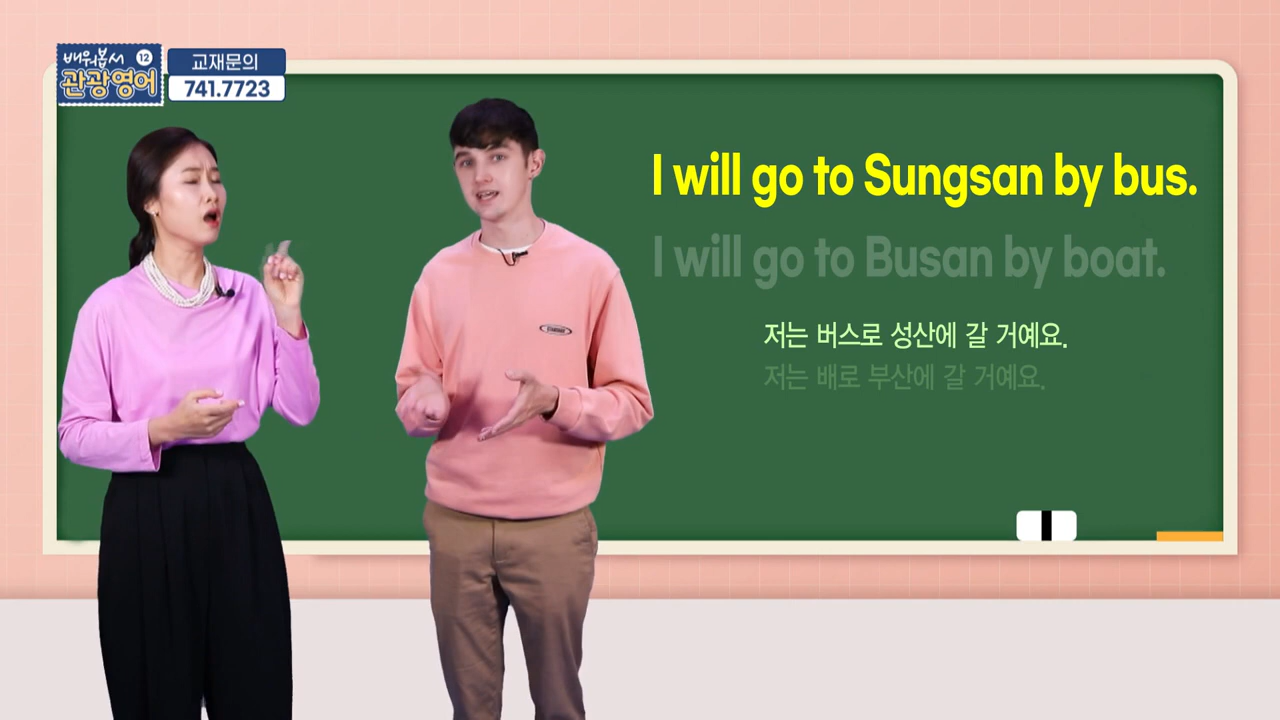 배워봅서 12
관광영어
교재문의
741.7723
I will go to Sungsan by bus.
I will go to Busan by boat.
저는 버스로 성산에 갈 거예요.
저는 배로 부산에 갈 거예요.